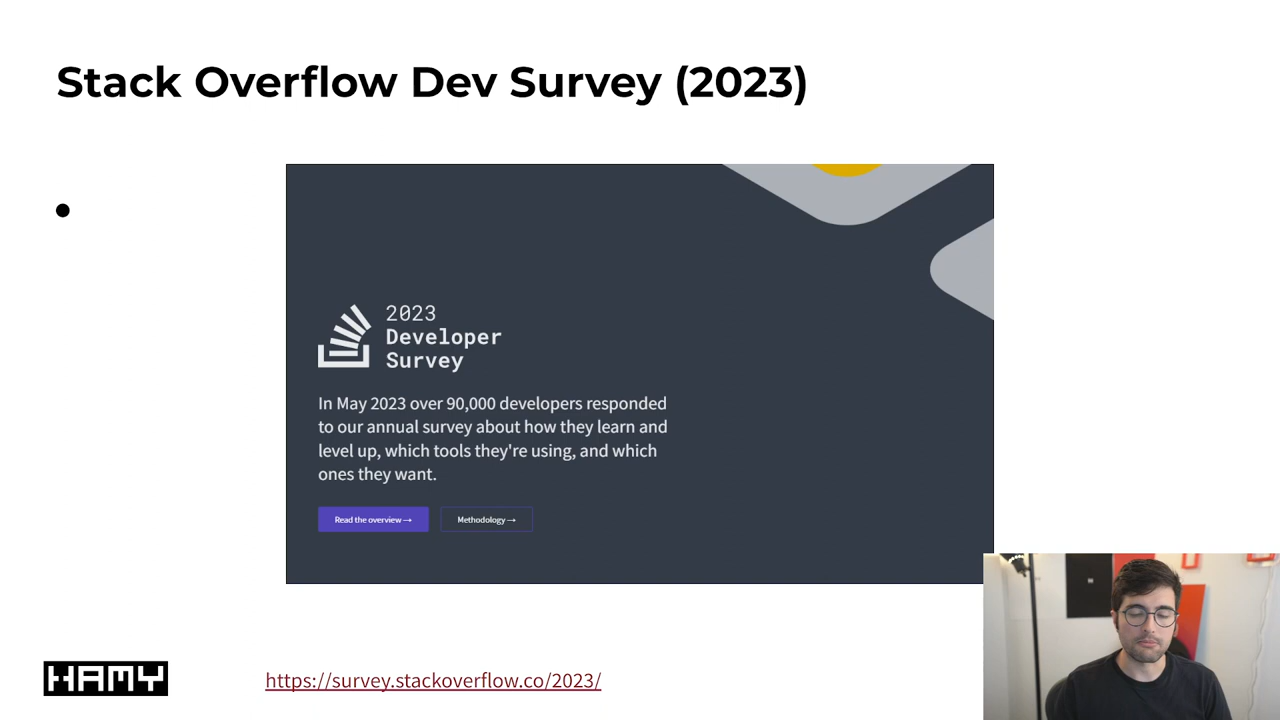 Stack Overflow Dev Survey (2023)
2023
Developer
Survey
In May 2023 over 90,000 developers responded
to our annual survey about how they learn and
level up, which tools they're using, and which
ones they want.
Read the overview →
Methodology →
HAMY
https://survey.stackoverflow.co/2023/